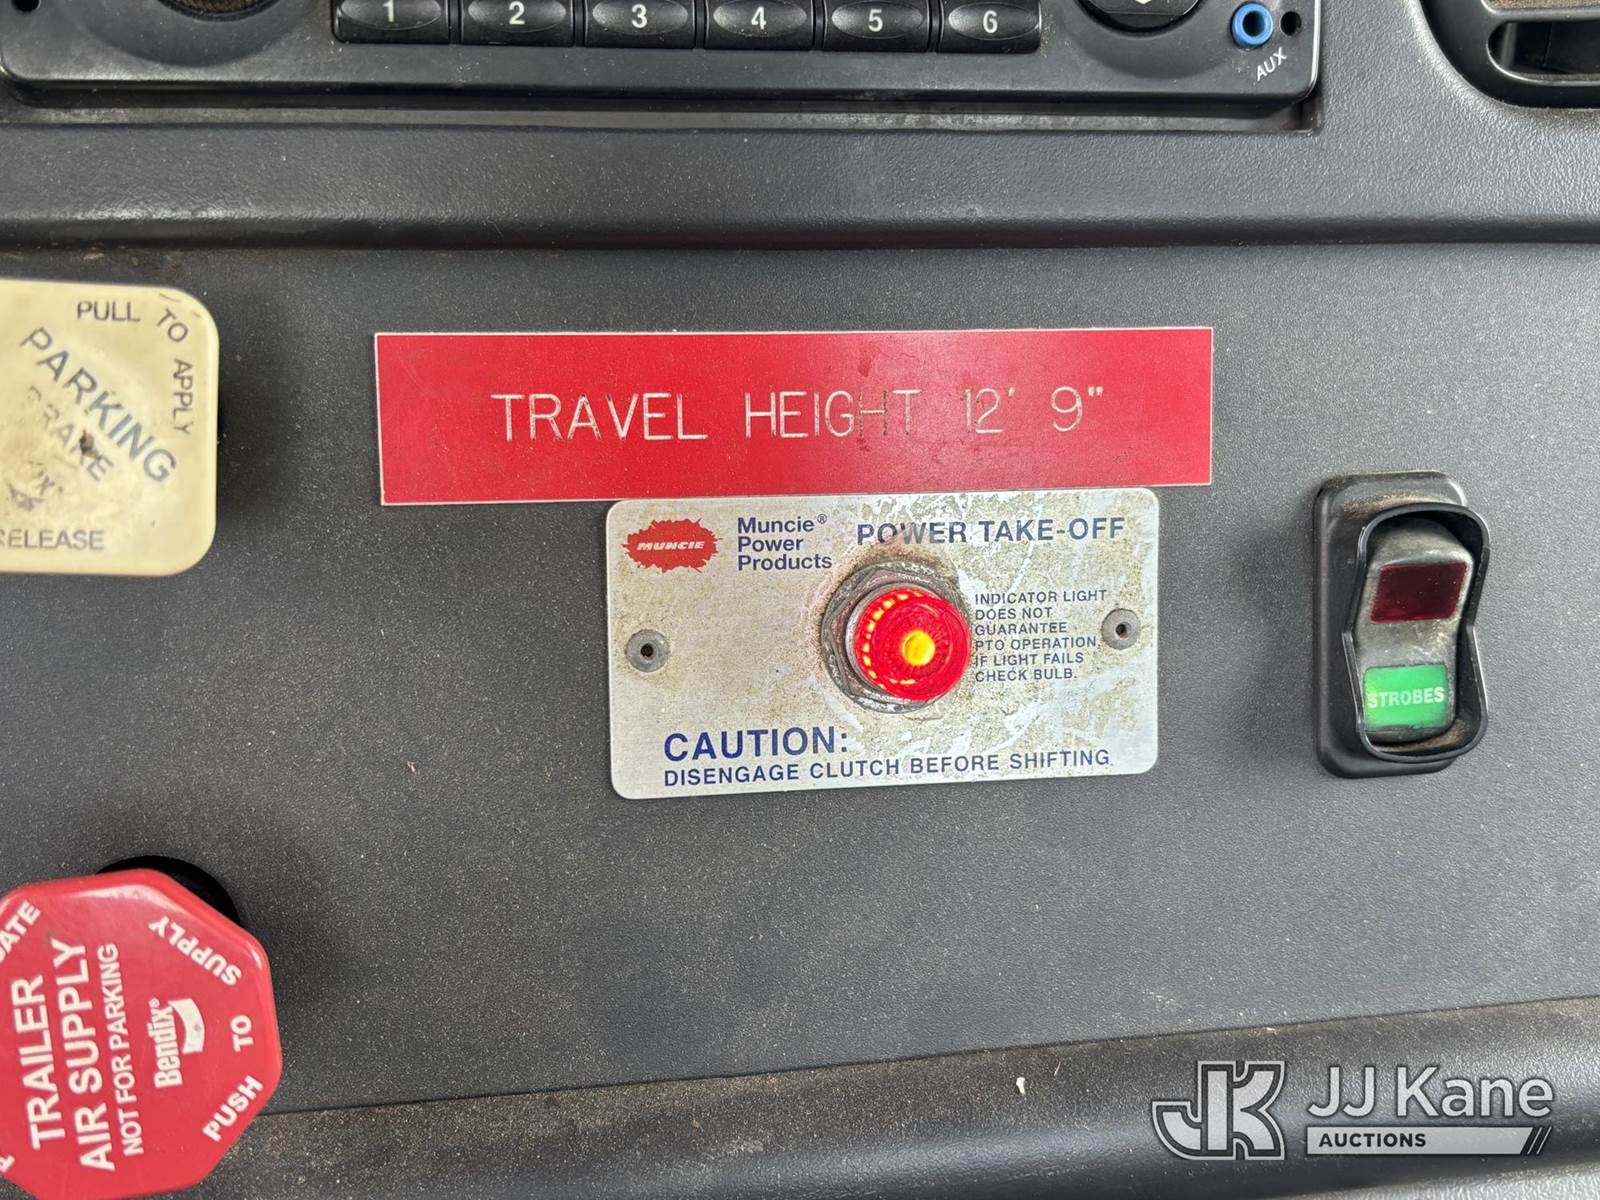 1 2 3 4 5 6
AUX
PULL TO APPLY
PARKING
BRAKE
RELEASE
TRAVEL HEIGHT 12' 9"
MUNCIE
Muncie®
Power
Products
POWER TAKE-OFF
INDICATOR LIGHT
DOES NOT
GUARANTEE
PTO OPERATION.
IF LIGHT FAILS
CHECK BULB.
CAUTION:
DISENGAGE CLUTCH BEFORE SHIFTING
STROBES
TRAILER
AIR SUPPLY
NOT FOR PARKING
Bendix®
PUSH TO SUPPLY
JK JJ Kane
AUCTIONS